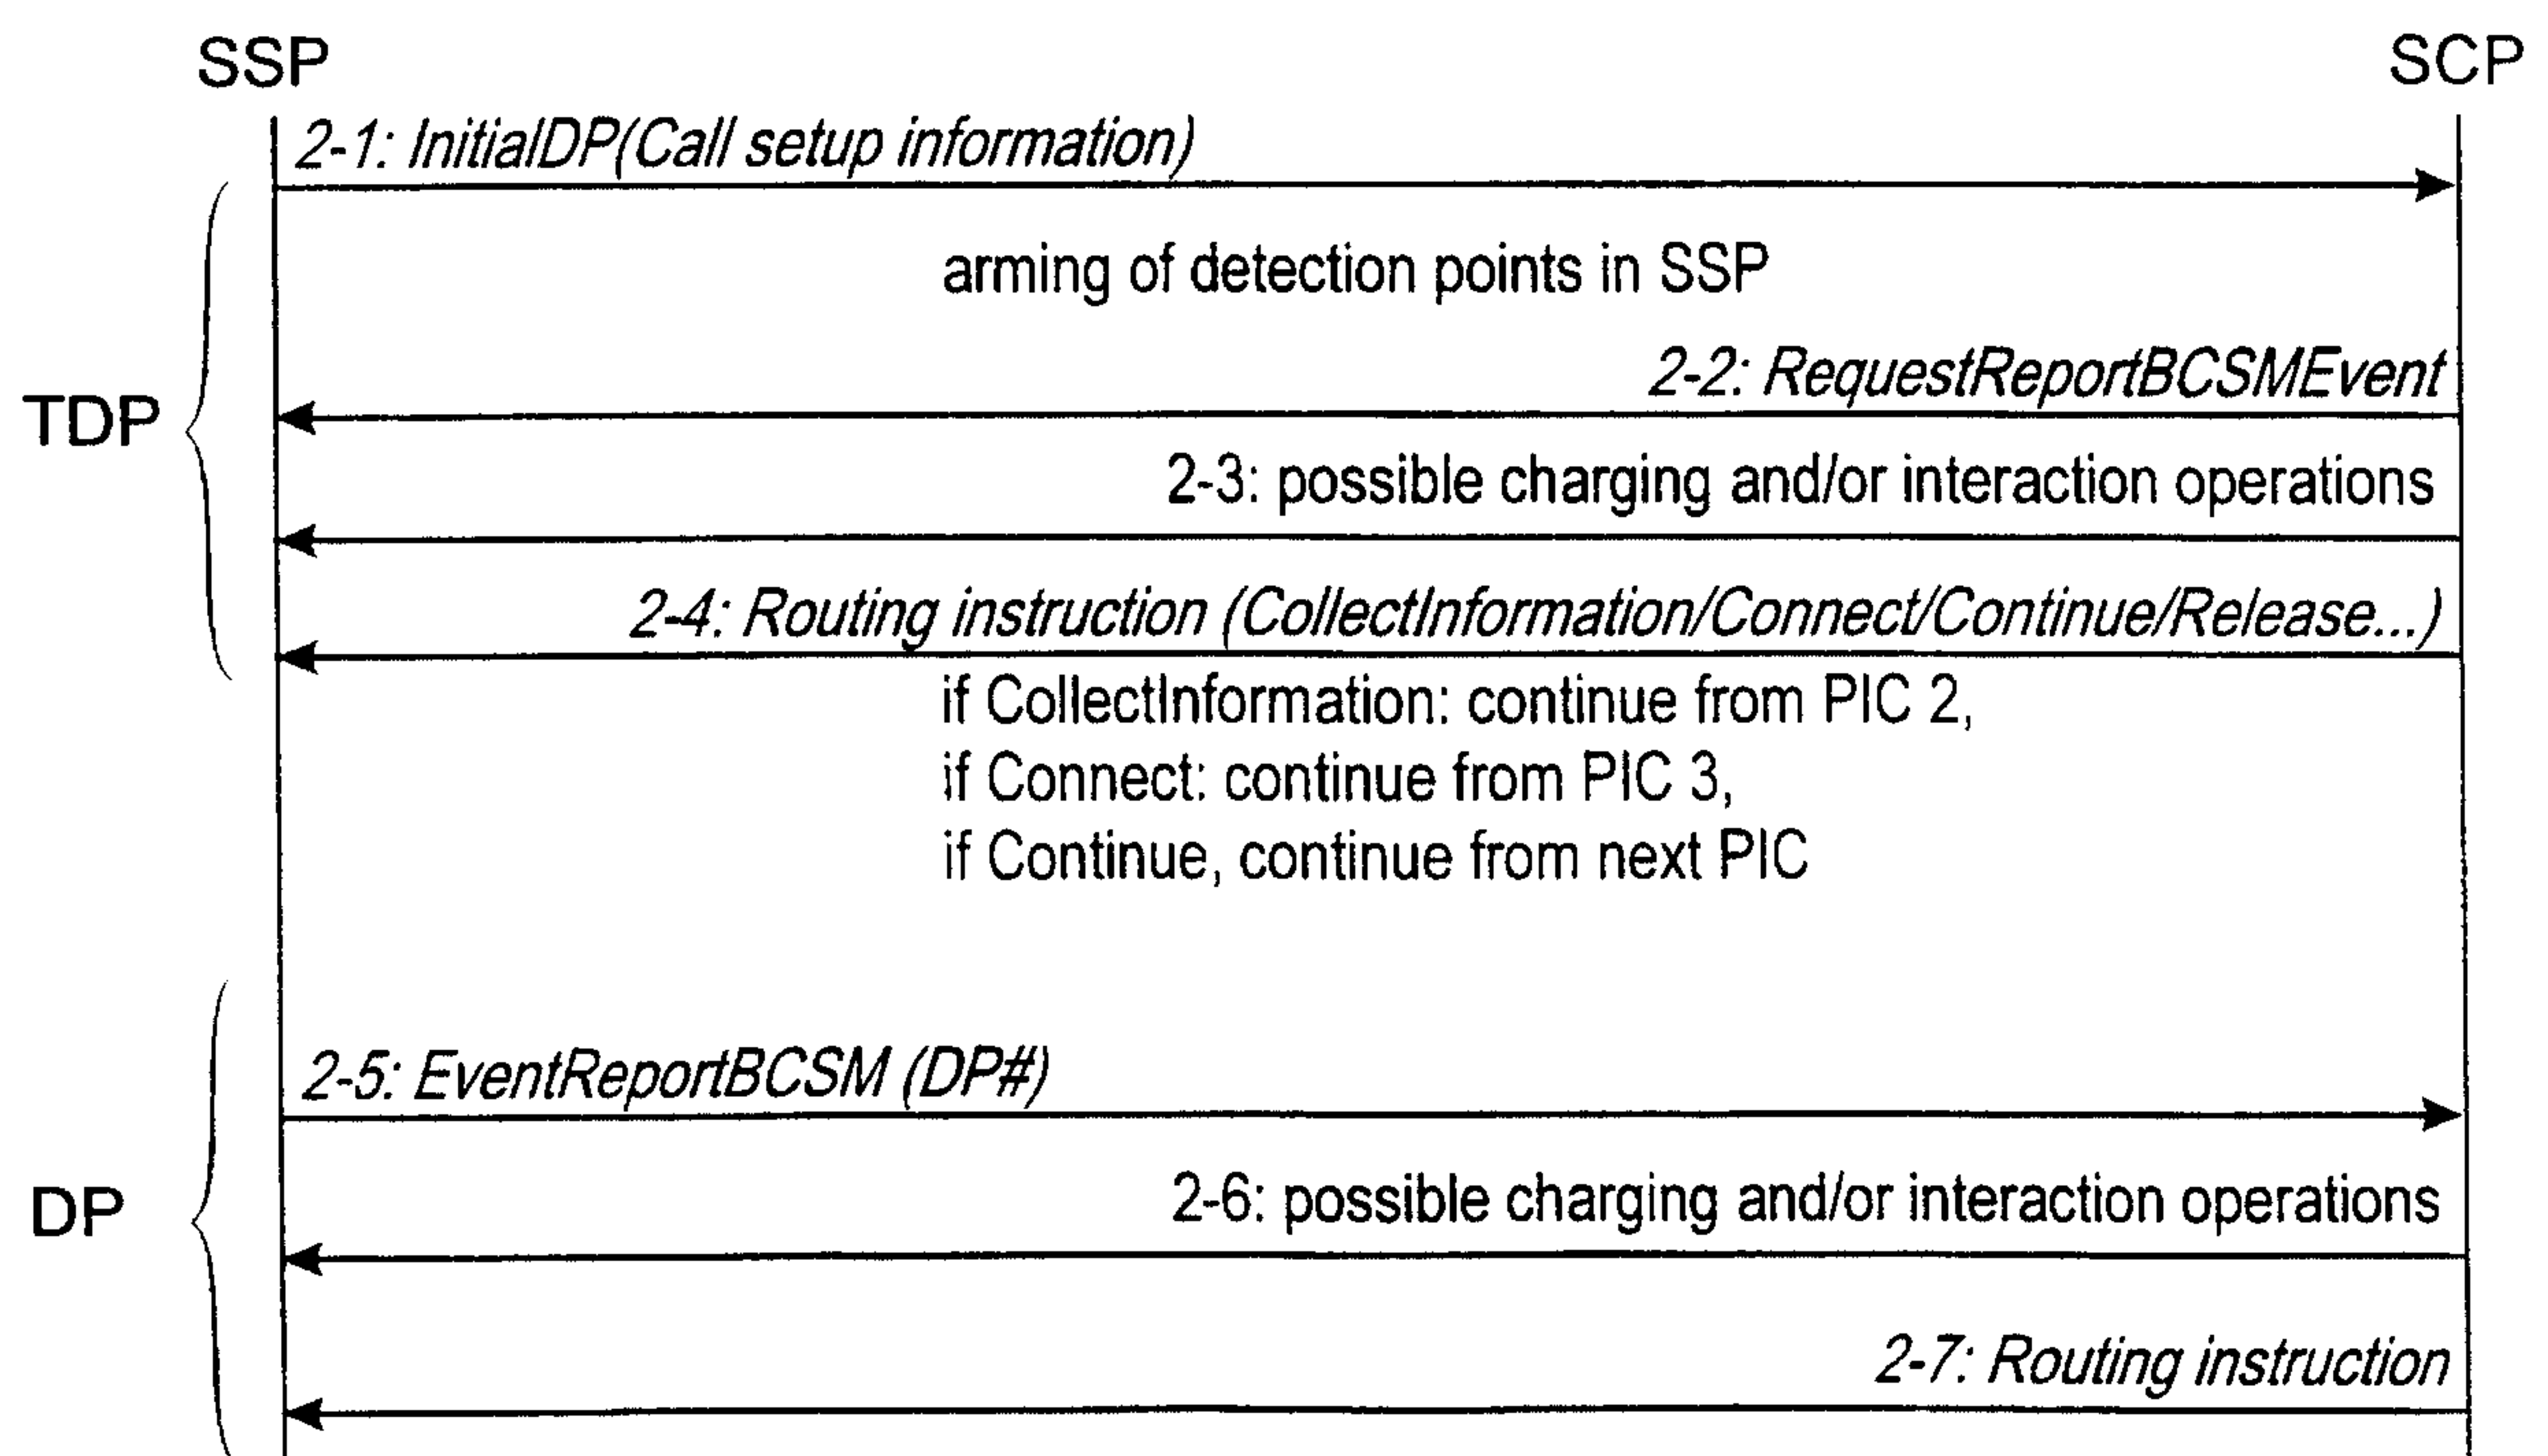 SSP
SCP
2-1: InitialDP(Call setup information)
arming of detection points in SSP
2-2: RequestReportBCSMEvent
TDP
2-3: possible charging and/or interaction operations
2-4: Routing instruction (CollectInformation/Connect/Continue/Release...)
if CollectInformation: continue from PIC 2,
if Connect: continue from PIC 3,
if Continue, continue from next PIC
2-5: EventReportBCSM (DP#)
DP
2-6: possible charging and/or interaction operations
2-7: Routing instruction